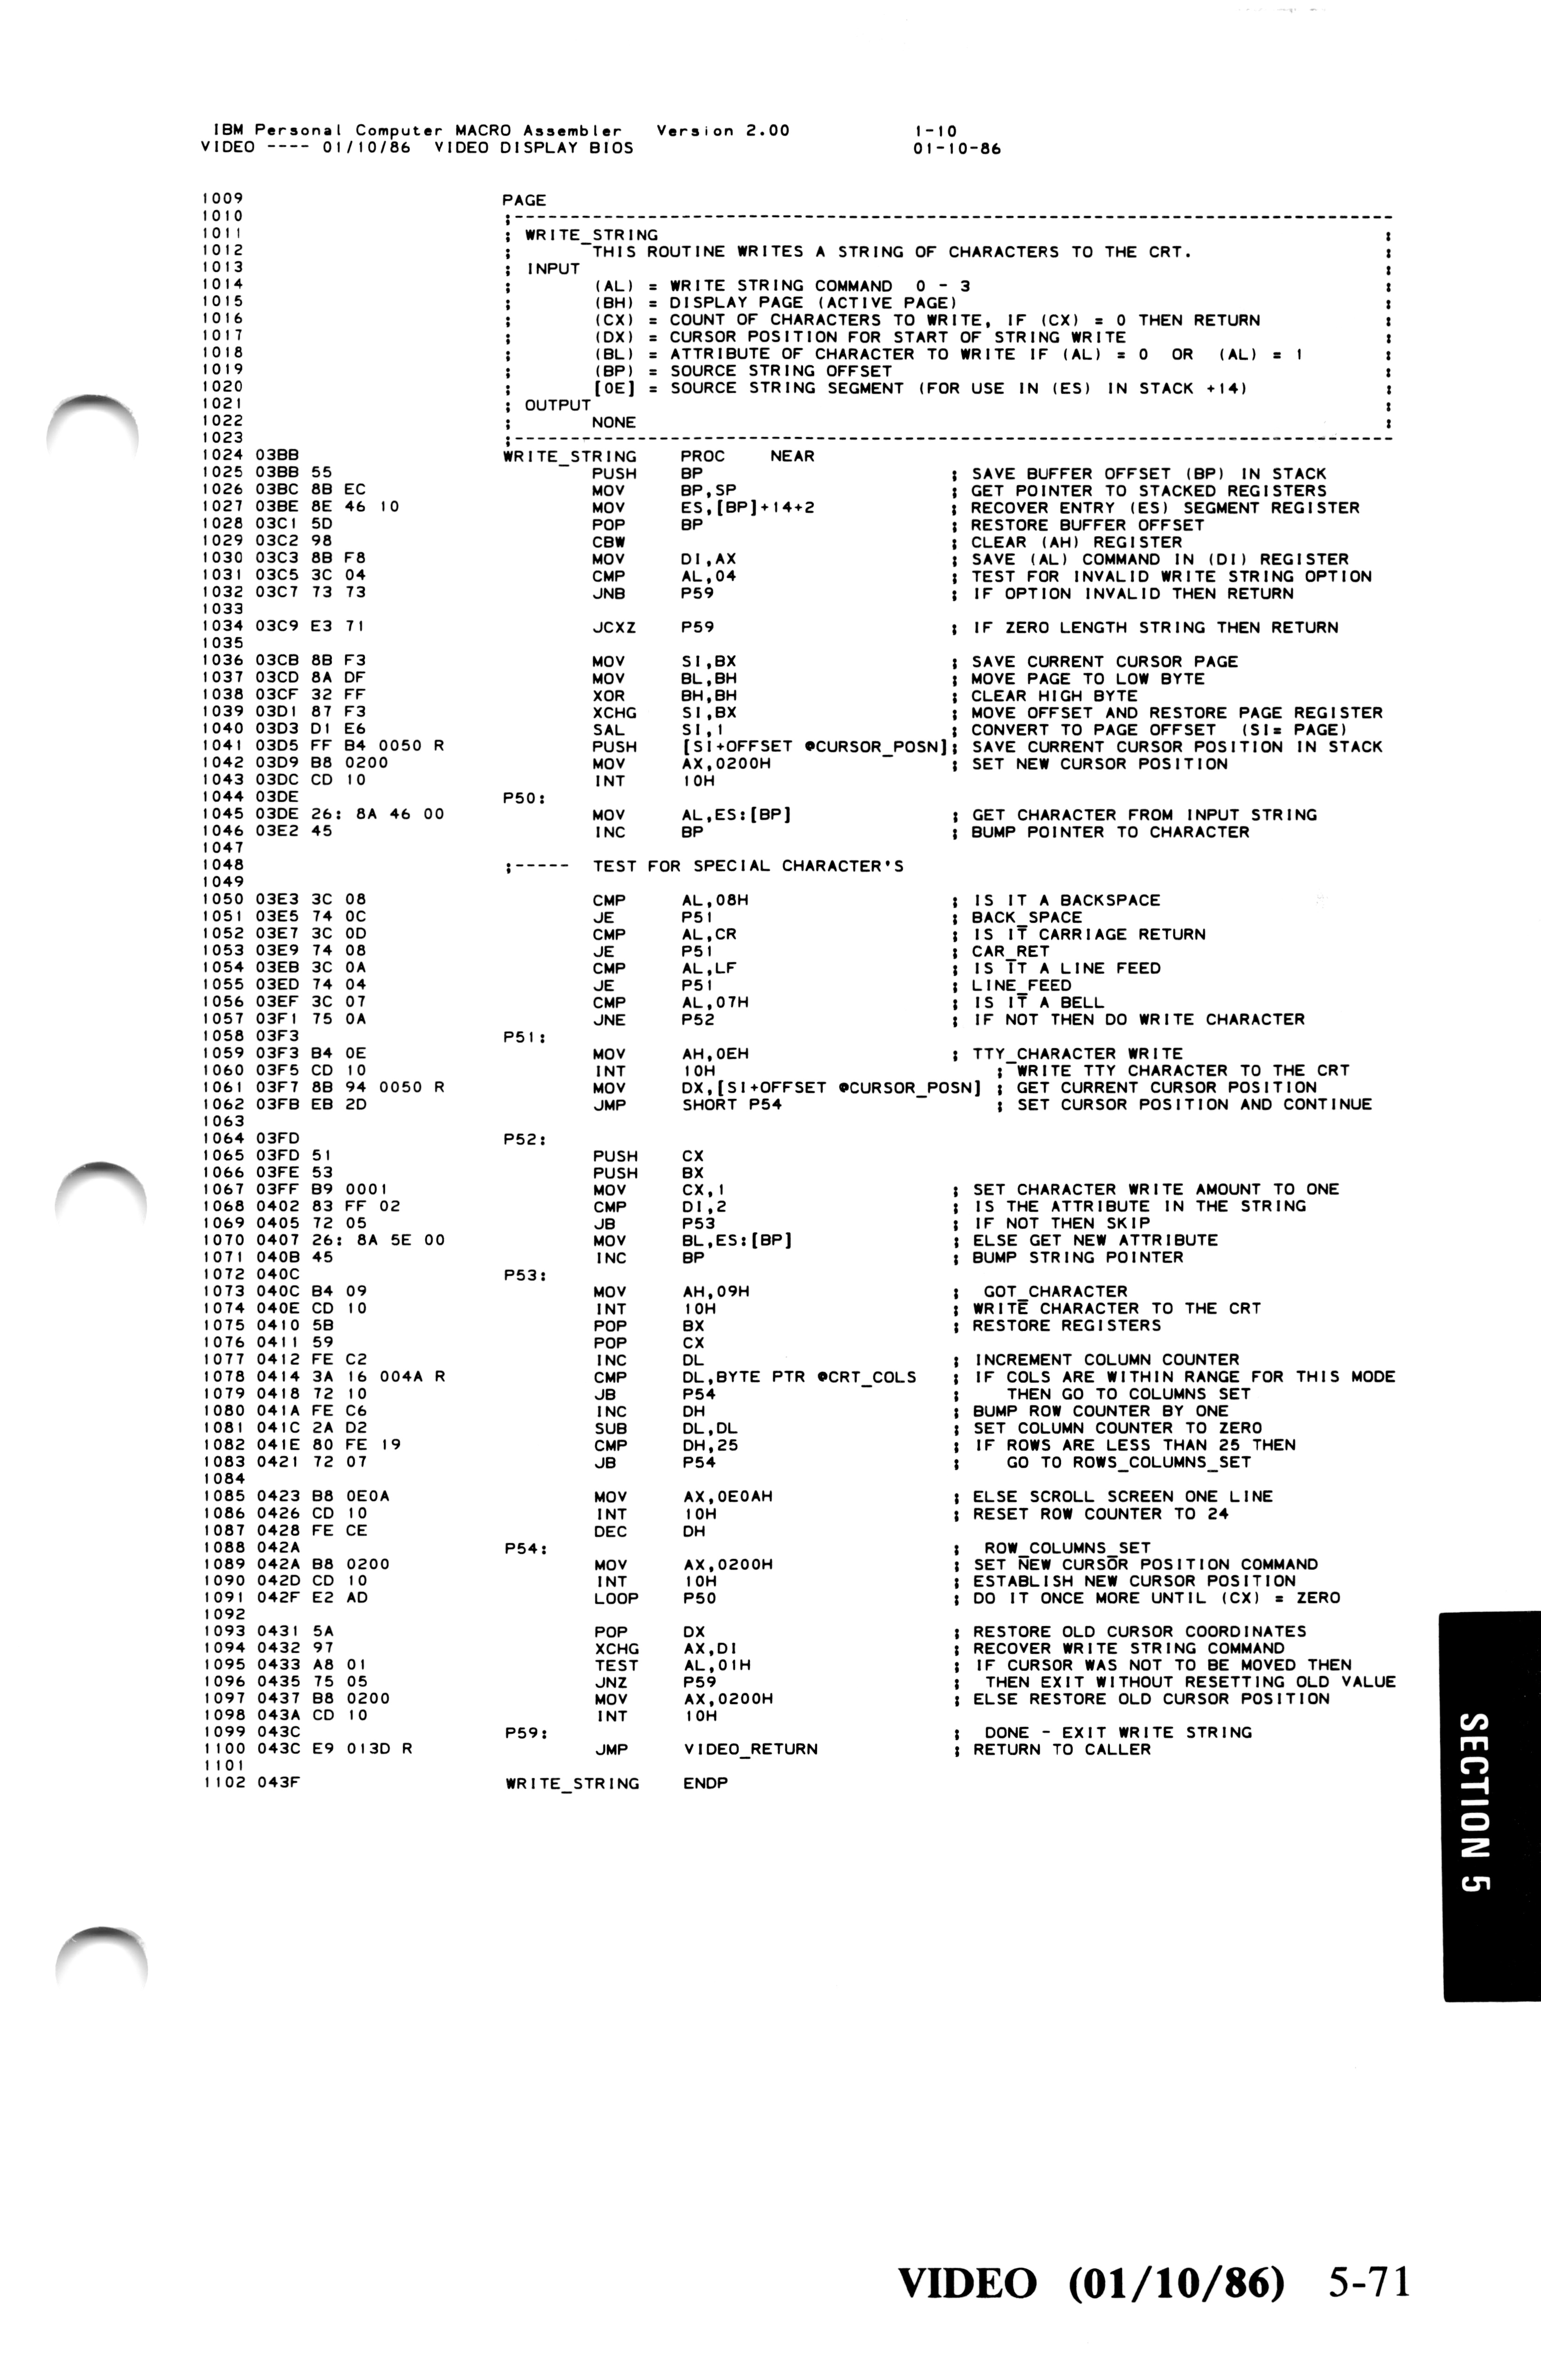 IBM Personal Computer MACRO Assembler   Version 2.00          1-10
VIDEO ---- 01/10/86  VIDEO DISPLAY BIOS                       01-10-86
1009                          PAGE
1010                          ;-----------------------------------------------------------------------------
1011                          ; WRITE_STRING                                                                :
1012                          ;       THIS ROUTINE WRITES A STRING OF CHARACTERS TO THE CRT.                :
1013                          ; INPUT                                                                       :
1014                          ;       (AL) = WRITE STRING COMMAND  0 - 3                                    :
1015                          ;       (BH) = DISPLAY PAGE (ACTIVE PAGE)                                     :
1016                          ;       (CX) = COUNT OF CHARACTERS TO WRITE, IF (CX) = 0 THEN RETURN          :
1017                          ;       (DX) = CURSOR POSITION FOR START OF STRING WRITE                      :
1018                          ;       (BL) = ATTRIBUTE OF CHARACTER TO WRITE IF (AL) = 0  OR  (AL) = 1      :
1019                          ;       (BP) = SOURCE STRING OFFSET                                           :
1020                          ;       [0E] = SOURCE STRING SEGMENT (FOR USE IN (ES) IN STACK +14)           :
1021                          ; OUTPUT                                                                      :
1022                          ;       NONE                                                                  :
1023                          ;-----------------------------------------------------------------------------
1024 03BB                     WRITE_STRING    PROC    NEAR
1025 03BB 55                          PUSH    BP                      ; SAVE BUFFER OFFSET (BP) IN STACK
1026 03BC 8B EC                       MOV     BP,SP                   ; GET POINTER TO STACKED REGISTERS
1027 03BE 8E 46 10                    MOV     ES,[BP]+14+2            ; RECOVER ENTRY (ES) SEGMENT REGISTER
1028 03C1 5D                          POP     BP                      ; RESTORE BUFFER OFFSET
1029 03C2 98                          CBW                             ; CLEAR (AH) REGISTER
1030 03C3 8B F8                       MOV     DI,AX                   ; SAVE (AL) COMMAND IN (DI) REGISTER
1031 03C5 3C 04                       CMP     AL,04                   ; TEST FOR INVALID WRITE STRING OPTION
1032 03C7 73 73                       JNB     P59                     ; IF OPTION INVALID THEN RETURN
1033
1034 03C9 E3 71                       JCXZ    P59                     ; IF ZERO LENGTH STRING THEN RETURN
1035
1036 03CB 8B F3                       MOV     SI,BX                   ; SAVE CURRENT CURSOR PAGE
1037 03CD 8A DF                       MOV     BL,BH                   ; MOVE PAGE TO LOW BYTE
1038 03CF 32 FF                       XOR     BH,BH                   ; CLEAR HIGH BYTE
1039 03D1 87 F3                       XCHG    SI,BX                   ; MOVE OFFSET AND RESTORE PAGE REGISTER
1040 03D3 D1 E6                       SAL     SI,1                    ; CONVERT TO PAGE OFFSET  (SI= PAGE)
1041 03D5 FF B4 0050 R                PUSH    [SI+OFFSET @CURSOR_POSN]; SAVE CURRENT CURSOR POSITION IN STACK
1042 03D9 B8 0200                     MOV     AX,0200H                ; SET NEW CURSOR POSITION
1043 03DC CD 10                       INT     10H
1044 03DE                     P50:
1045 03DE 26: 8A 46 00                MOV     AL,ES:[BP]              ; GET CHARACTER FROM INPUT STRING
1046 03E2 45                          INC     BP                      ; BUMP POINTER TO CHARACTER
1047
1048                          ;-----  TEST FOR SPECIAL CHARACTER'S
1049
1050 03E3 3C 08                       CMP     AL,08H                  ; IS IT A BACKSPACE
1051 03E5 74 0C                       JE      P51                     ; BACK_SPACE
1052 03E7 3C 0D                       CMP     AL,CR                   ; IS IT CARRIAGE RETURN
1053 03E9 74 08                       JE      P51                     ; CAR_RET
1054 03EB 3C 0A                       CMP     AL,LF                   ; IS IT A LINE FEED
1055 03ED 74 04                       JE      P51                     ; LINE_FEED
1056 03EF 3C 07                       CMP     AL,07H                  ; IS IT A BELL
1057 03F1 75 0A                       JNE     P52                     ; IF NOT THEN DO WRITE CHARACTER
1058 03F3                     P51:
1059 03F3 B4 0E                       MOV     AH,0EH                  ; TTY_CHARACTER WRITE
1060 03F5 CD 10                       INT     10H                         ; WRITE TTY CHARACTER TO THE CRT
1061 03F7 8B 94 0050 R                MOV     DX,[SI+OFFSET @CURSOR_POSN] ; GET CURRENT CURSOR POSITION
1062 03FB EB 2D                       JMP     SHORT P54                   ; SET CURSOR POSITION AND CONTINUE
1063
1064 03FD                     P52:
1065 03FD 51                          PUSH    CX
1066 03FE 53                          PUSH    BX
1067 03FF B9 0001                     MOV     CX,1                    ; SET CHARACTER WRITE AMOUNT TO ONE
1068 0402 83 FF 02                    CMP     DI,2                    ; IS THE ATTRIBUTE IN THE STRING
1069 0405 72 05                       JB      P53                     ; IF NOT THEN SKIP
1070 0407 26: 8A 5E 00                MOV     BL,ES:[BP]              ; ELSE GET NEW ATTRIBUTE
1071 040B 45                          INC     BP                      ; BUMP STRING POINTER
1072 040C                     P53:
1073 040C B4 09                       MOV     AH,09H                  ;  GOT_CHARACTER
1074 040E CD 10                       INT     10H                     ; WRITE CHARACTER TO THE CRT
1075 0410 5B                          POP     BX                      ; RESTORE REGISTERS
1076 0411 59                          POP     CX
1077 0412 FE C2                       INC     DL                      ; INCREMENT COLUMN COUNTER
1078 0414 3A 16 004A R                CMP     DL,BYTE PTR @CRT_COLS   ; IF COLS ARE WITHIN RANGE FOR THIS MODE
1079 0418 72 10                       JB      P54                     ;    THEN GO TO COLUMNS SET
1080 041A FE C6                       INC     DH                      ; BUMP ROW COUNTER BY ONE
1081 041C 2A D2                       SUB     DL,DL                   ; SET COLUMN COUNTER TO ZERO
1082 041E 80 FE 19                    CMP     DH,25                   ; IF ROWS ARE LESS THAN 25 THEN
1083 0421 72 07                       JB      P54                     ;    GO TO ROWS_COLUMNS_SET
1084
1085 0423 B8 0E0A                     MOV     AX,0E0AH                ; ELSE SCROLL SCREEN ONE LINE
1086 0426 CD 10                       INT     10H                     ; RESET ROW COUNTER TO 24
1087 0428 FE CE                       DEC     DH
1088 042A                     P54:                                    ;  ROW_COLUMNS_SET
1089 042A B8 0200                     MOV     AX,0200H                ; SET NEW CURSOR POSITION COMMAND
1090 042D CD 10                       INT     10H                     ; ESTABLISH NEW CURSOR POSITION
1091 042F E2 AD                       LOOP    P50                     ; DO IT ONCE MORE UNTIL (CX) = ZERO
1092
1093 0431 5A                          POP     DX                      ; RESTORE OLD CURSOR COORDINATES
1094 0432 97                          XCHG    AX,DI                   ; RECOVER WRITE STRING COMMAND
1095 0433 A8 01                       TEST    AL,01H                  ; IF CURSOR WAS NOT TO BE MOVED THEN
1096 0435 75 05                       JNZ     P59                     ;  THEN EXIT WITHOUT RESETTING OLD VALUE
1097 0437 B8 0200                     MOV     AX,0200H                ; ELSE RESTORE OLD CURSOR POSITION
1098 043A CD 10                       INT     10H
1099 043C                     P59:                                    ;  DONE - EXIT WRITE STRING
1100 043C E9 013D R                   JMP     VIDEO_RETURN            ; RETURN TO CALLER
1101
1102 043F                     WRITE_STRING    ENDP
SECTION 5
VIDEO (01/10/86) 5-71